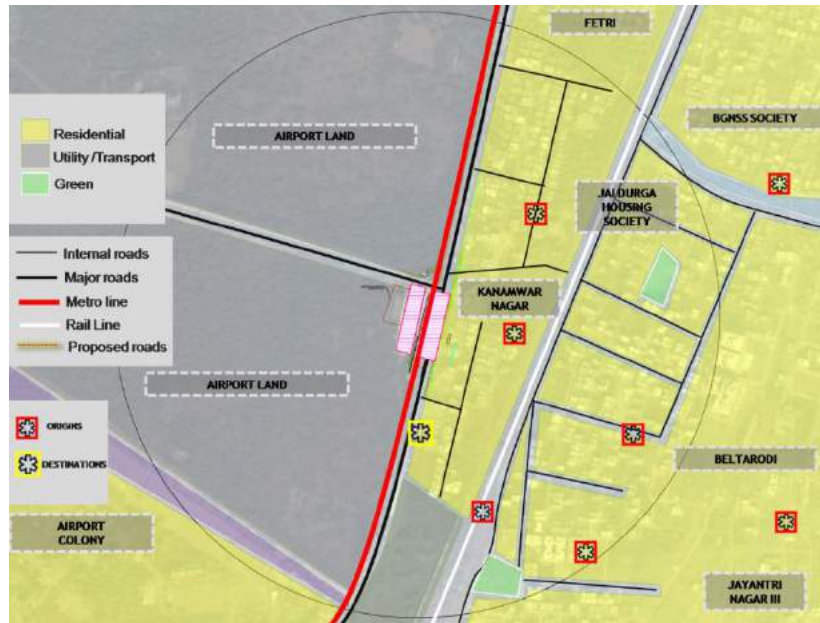 FETRI
AIRPORT LAND
BGNSS SOCIETY
Residential
Utility /Transport
Green
JAI DURGA
HOUSING
SOCIETY
Internal roads
Major roads
Metro line
Rail Line
Proposed roads
KANAMWAR
NAGAR
AIRPORT LAND
ORIGINS
DESTINATIONS
BELTARODI
AIRPORT
COLONY
JAYANTRI
NAGAR III